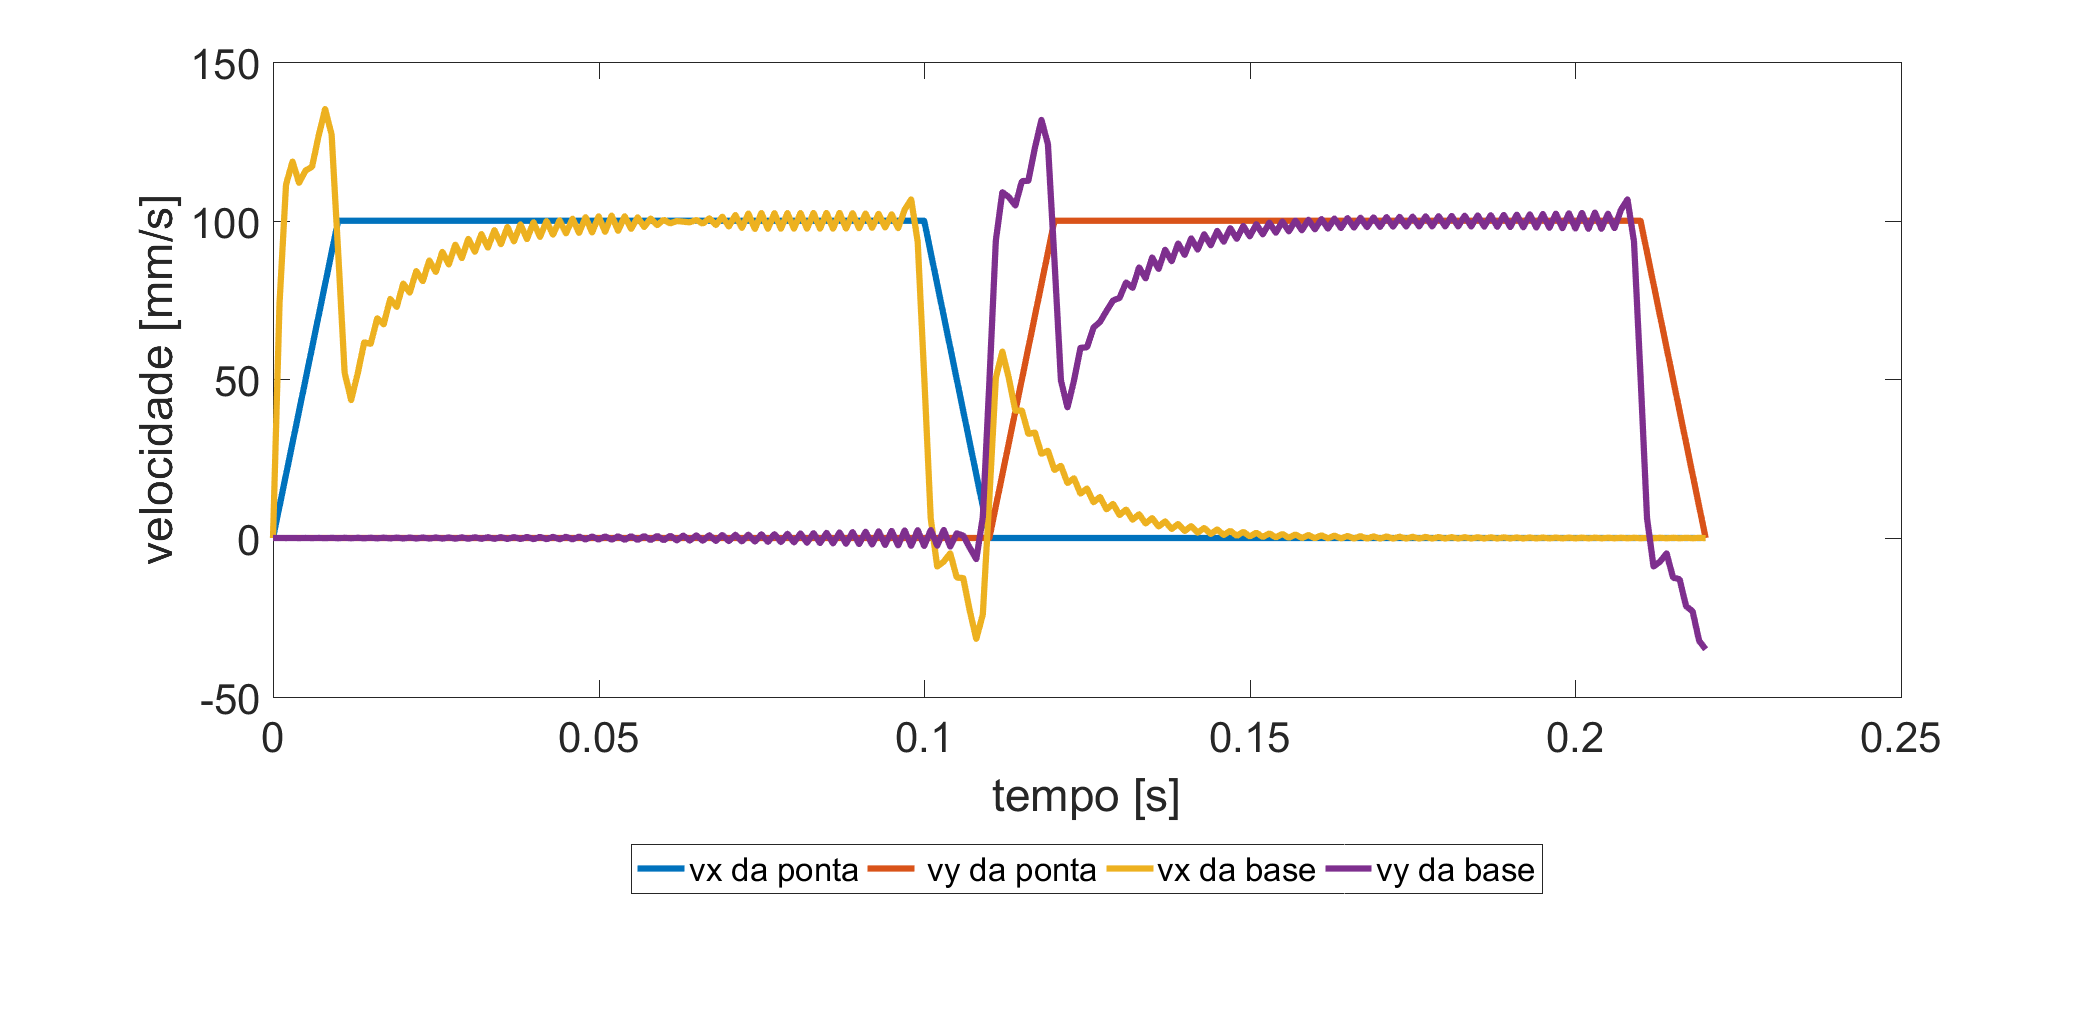 velocidade [mm/s]
150
100
50
0
-50
0 0.05 0.1 0.15 0.2 0.25
tempo [s]
vx da ponta vy da ponta vx da base vy da base